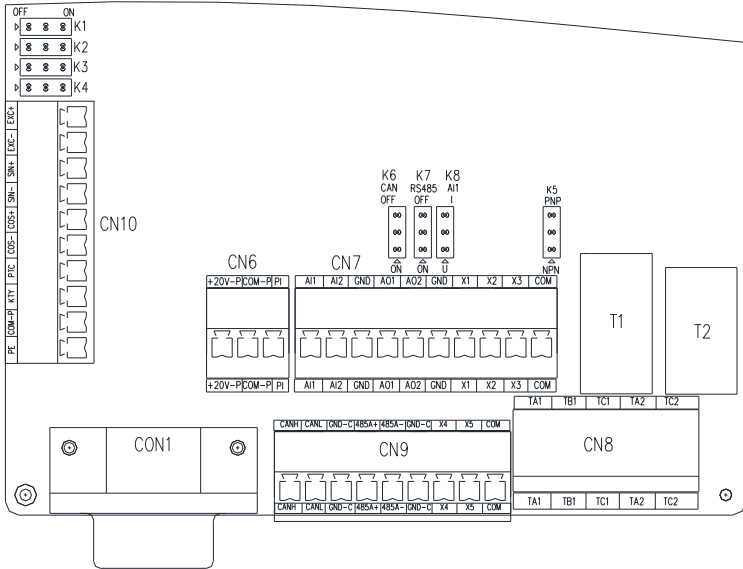 OFF ON
K1
K2
K3
K4
EXC+
EXC-
SIN+
SIN-
COS+
COS-
PTC
KTY
COM-P
PE
CN10
K6 K7 K8
CAN RS485 AI1
OFF OFF I
ON ON U
K5
PNP
NPN
CN6 CN7
+20V-P COM-P PI
AI1 AI2 GND AO1 AO2 GND X1 X2 X3 COM
+20V-P COM-P PI
AI1 AI2 GND AO1 AO2 GND X1 X2 X3 COM
T1
T2
CON1
CANH CANL GND-C 485A+ 485A- GND-C X4 X5 COM
CN9
CANH CANL GND-C 485A+ 485A- GND-C X4 X5 COM
TA1 TB1 TC1 TA2 TC2
CN8
TA1 TB1 TC1 TA2 TC2